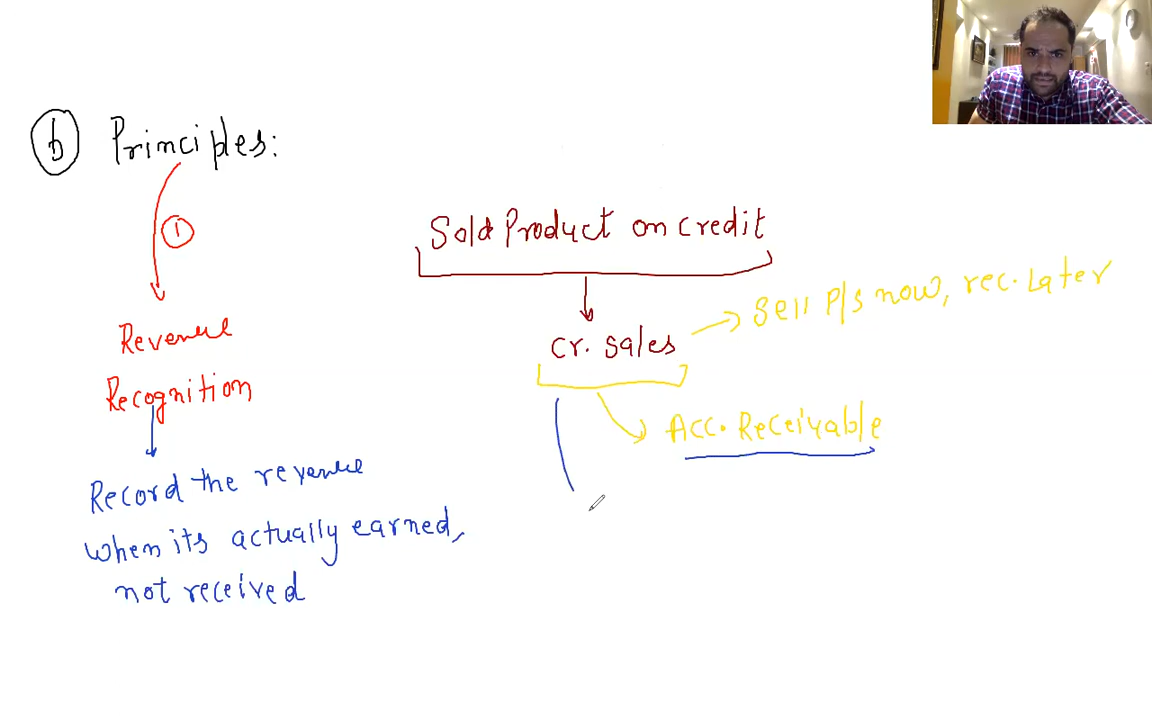 b Principles:
1
Revenue
Recognition
Record the revenue
when its actually earned,
not received
Sold Product on credit
Cr. Sales
Sell P/S now, rec. Later
Acc. Receivable